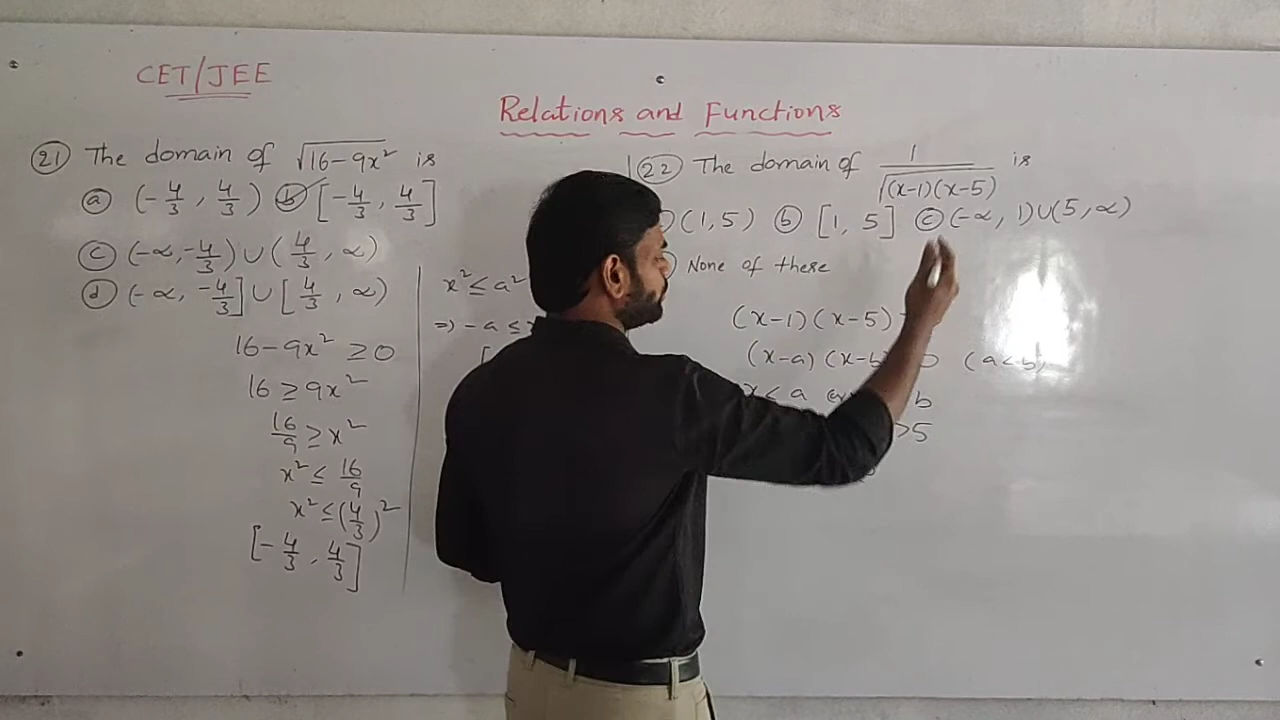 CET/JEE
Relations and Functions
(21) The domain of √(16-9x²) is
(a) (-4/3, 4/3) (b) [-4/3, 4/3]
(c) (-∝, -4/3) ∪ (4/3, ∝)
(d) (-∝, -4/3] ∪ [4/3, ∝)
16-9x² ≥ 0
16 ≥ 9x²
16/9 ≥ x²
x² ≤ 16/9
x² ≤ (4/3)²
[-4/3, 4/3]
x² ≤ a²
⇒ -a ≤
[
(22) The domain of 1/√((x-1)(x-5)) is
(1, 5) (b) [1, 5] (c) (-∝, 1)∪(5, ∝)
None of these
(x-1)(x-5)
(x-a)(x-b) 0 (a<b)
x < a b
>5